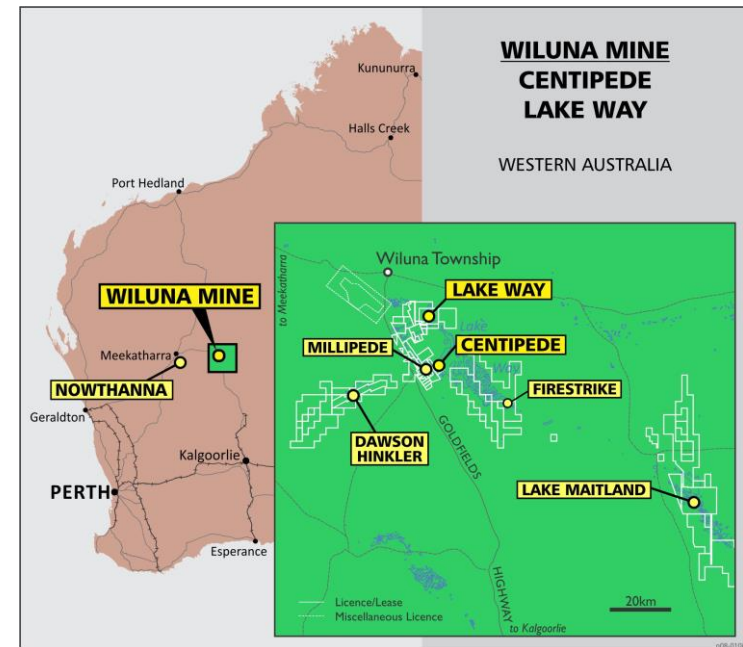 WILUNA MINE
CENTIPEDE
LAKE WAY
WESTERN AUSTRALIA
Kununurra
Halls Creek
Port Hedland
WILUNA MINE
Meekatharra
NOWTHANNA
Geraldton
Kalgoorlie
PERTH
Esperance
to Meekatharra
Wiluna Township
LAKE WAY
Lake
MILLIPEDE
CENTIPEDE
Way
FIRESTRIKE
DAWSON
HINKLER
GOLDFIELDS
LAKE MAITLAND
HIGHWAY
Licence/Lease
Miscellaneous Licence
20km
to Kalgoorlie